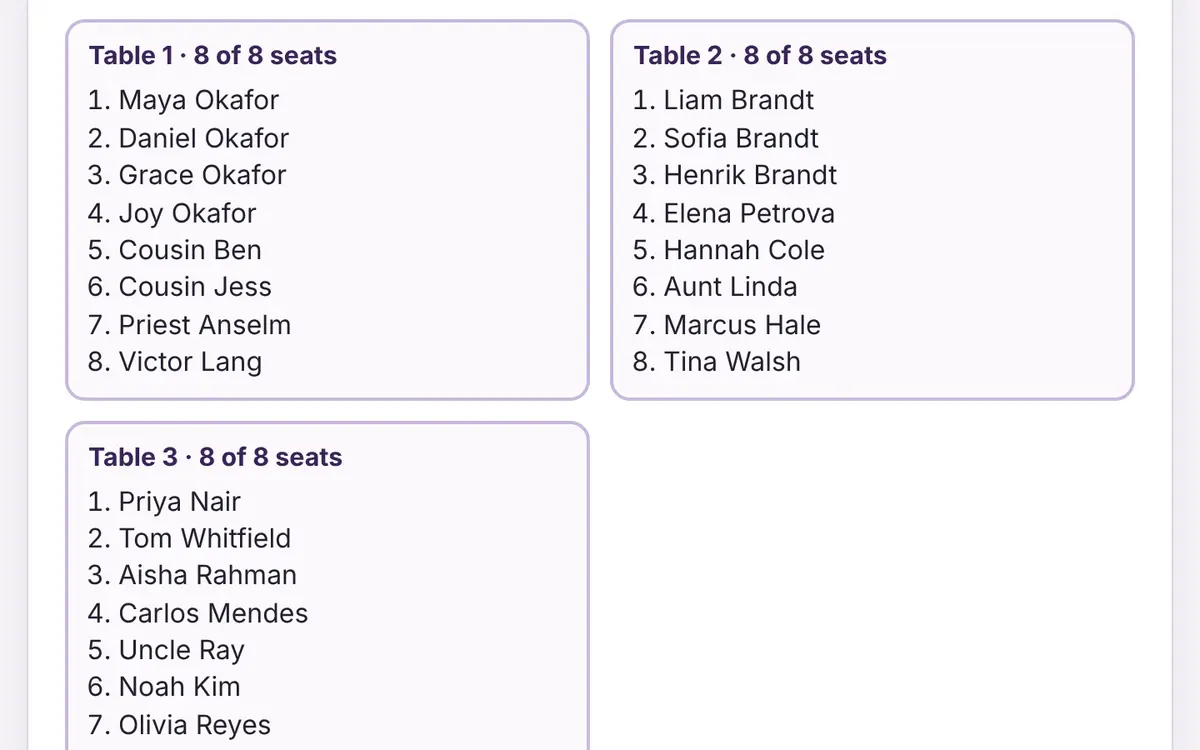 Table 1 · 8 of 8 seats
1. Maya Okafor
2. Daniel Okafor
3. Grace Okafor
4. Joy Okafor
5. Cousin Ben
6. Cousin Jess
7. Priest Anselm
8. Victor Lang
Table 2 · 8 of 8 seats
1. Liam Brandt
2. Sofia Brandt
3. Henrik Brandt
4. Elena Petrova
5. Hannah Cole
6. Aunt Linda
7. Marcus Hale
8. Tina Walsh
Table 3 · 8 of 8 seats
1. Priya Nair
2. Tom Whitfield
3. Aisha Rahman
4. Carlos Mendes
5. Uncle Ray
6. Noah Kim
7. Olivia Reyes